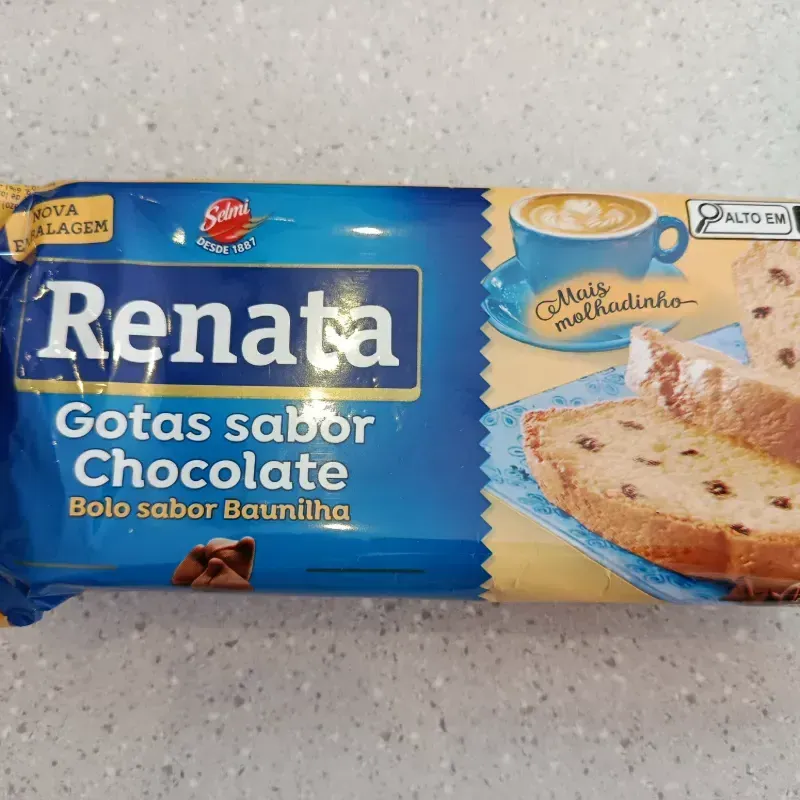 NOVA
EMBALAGEM
Selmi
DESDE 1887
Renata
Gotas sabor
Chocolate
Bolo sabor Baunilha
Mais
molhadinho
ALTO EM